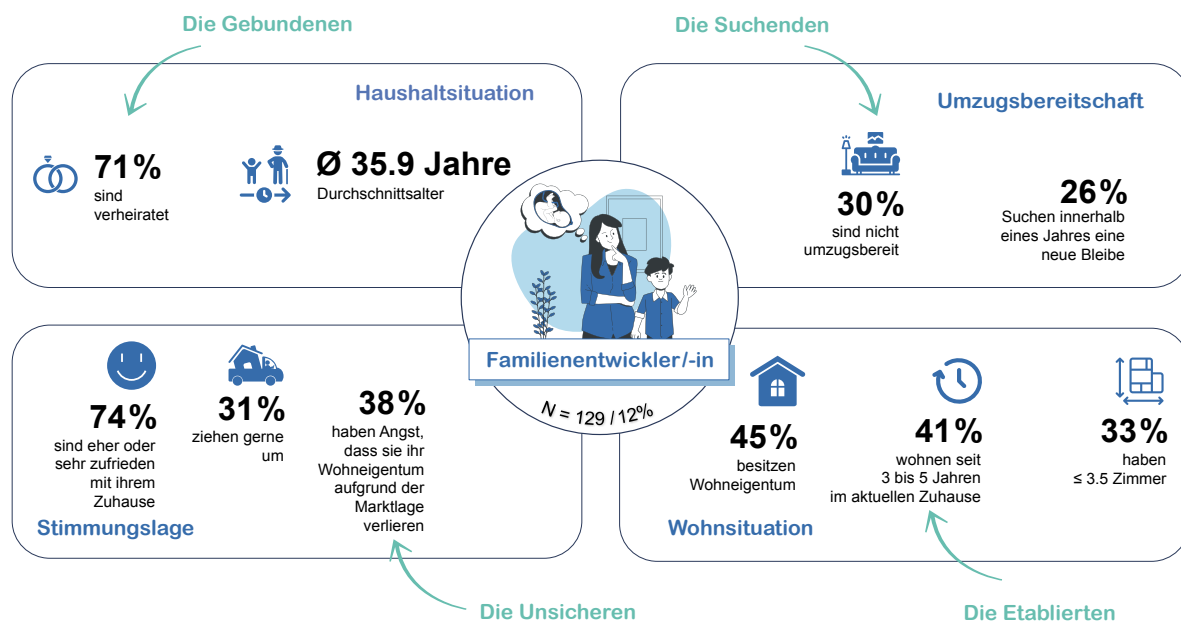 Die Gebundenen
Die Suchenden
Haushaltsituation
71%
sind
verheiratet
Ø 35.9 Jahre
Durchschnittsalter
Umzugsbereitschaft
30%
sind nicht
umzugsbereit
26%
Suchen innerhalb
eines Jahres eine
neue Bleibe
Familienentwickler/-in
N = 129 / 12%
74%
sind eher oder
sehr zufrieden
mit ihrem
Zuhause
31%
ziehen gerne
um
38%
haben Angst,
dass sie ihr
Wohneigentum
aufgrund der
Marktlage
verlieren
Stimmungslage
45%
besitzen
Wohneigentum
41%
wohnen seit
3 bis 5 Jahren
im aktuellen Zuhause
33%
haben
≤ 3.5 Zimmer
Wohnsituation
Die Unsicheren
Die Etablierten